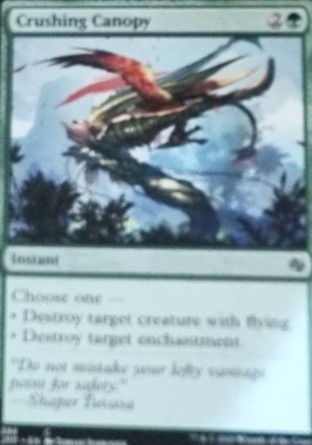 Crushing Canopy 2
Instant
Choose one —
• Destroy target creature with flying.
• Destroy target enchantment.
"Do not mistake your lofty vantage
point for safety."
—Shaper Tuvasa